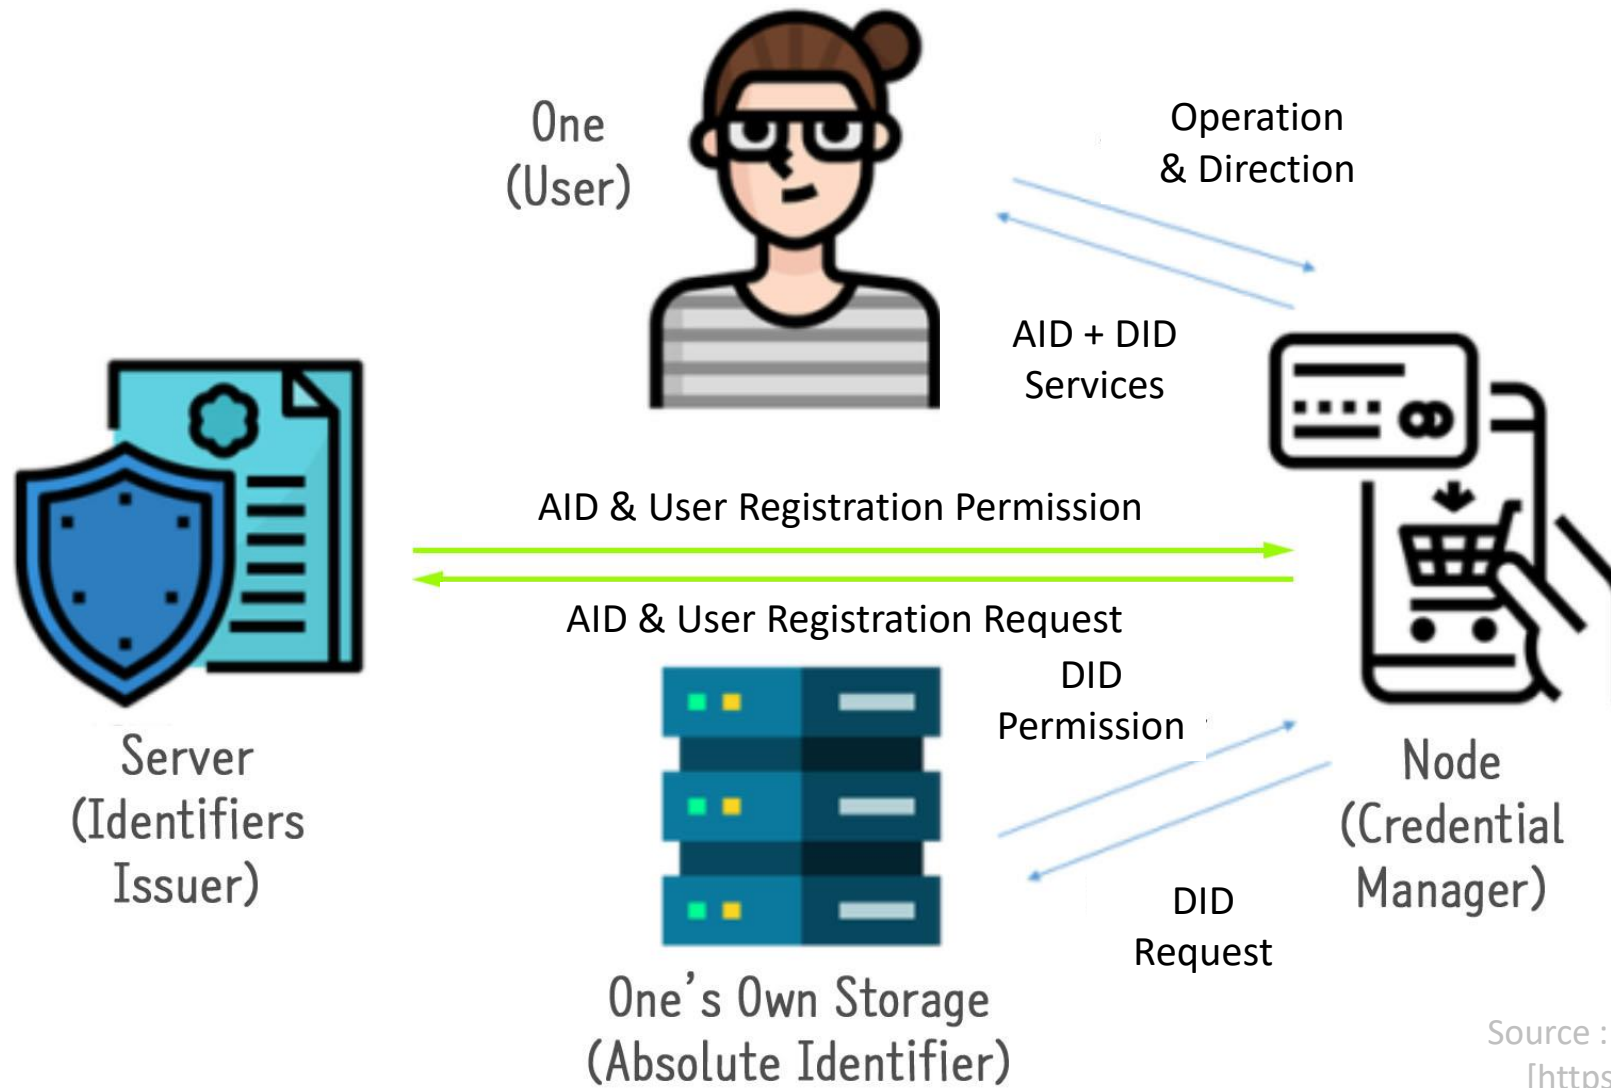 One
(User)
Operation
& Direction
AID + DID
Services
AID & User Registration Permission
AID & User Registration Request
DID
Permission
Server
(Identifiers
Issuer)
Node
(Credential
Manager)
DID
Request
One's Own Storage
(Absolute Identifier)
Source :
[https